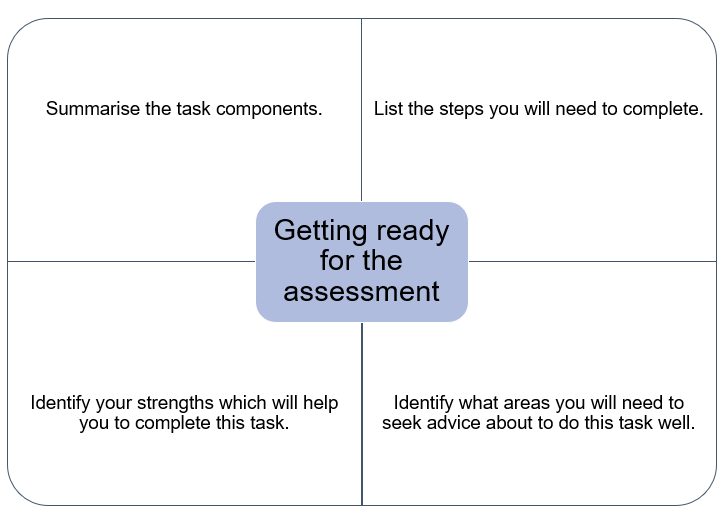 Summarise the task components.
List the steps you will need to complete.
Getting ready
for the
assessment
Identify your strengths which will help
you to complete this task.
Identify what areas you will need to
seek advice about to do this task well.